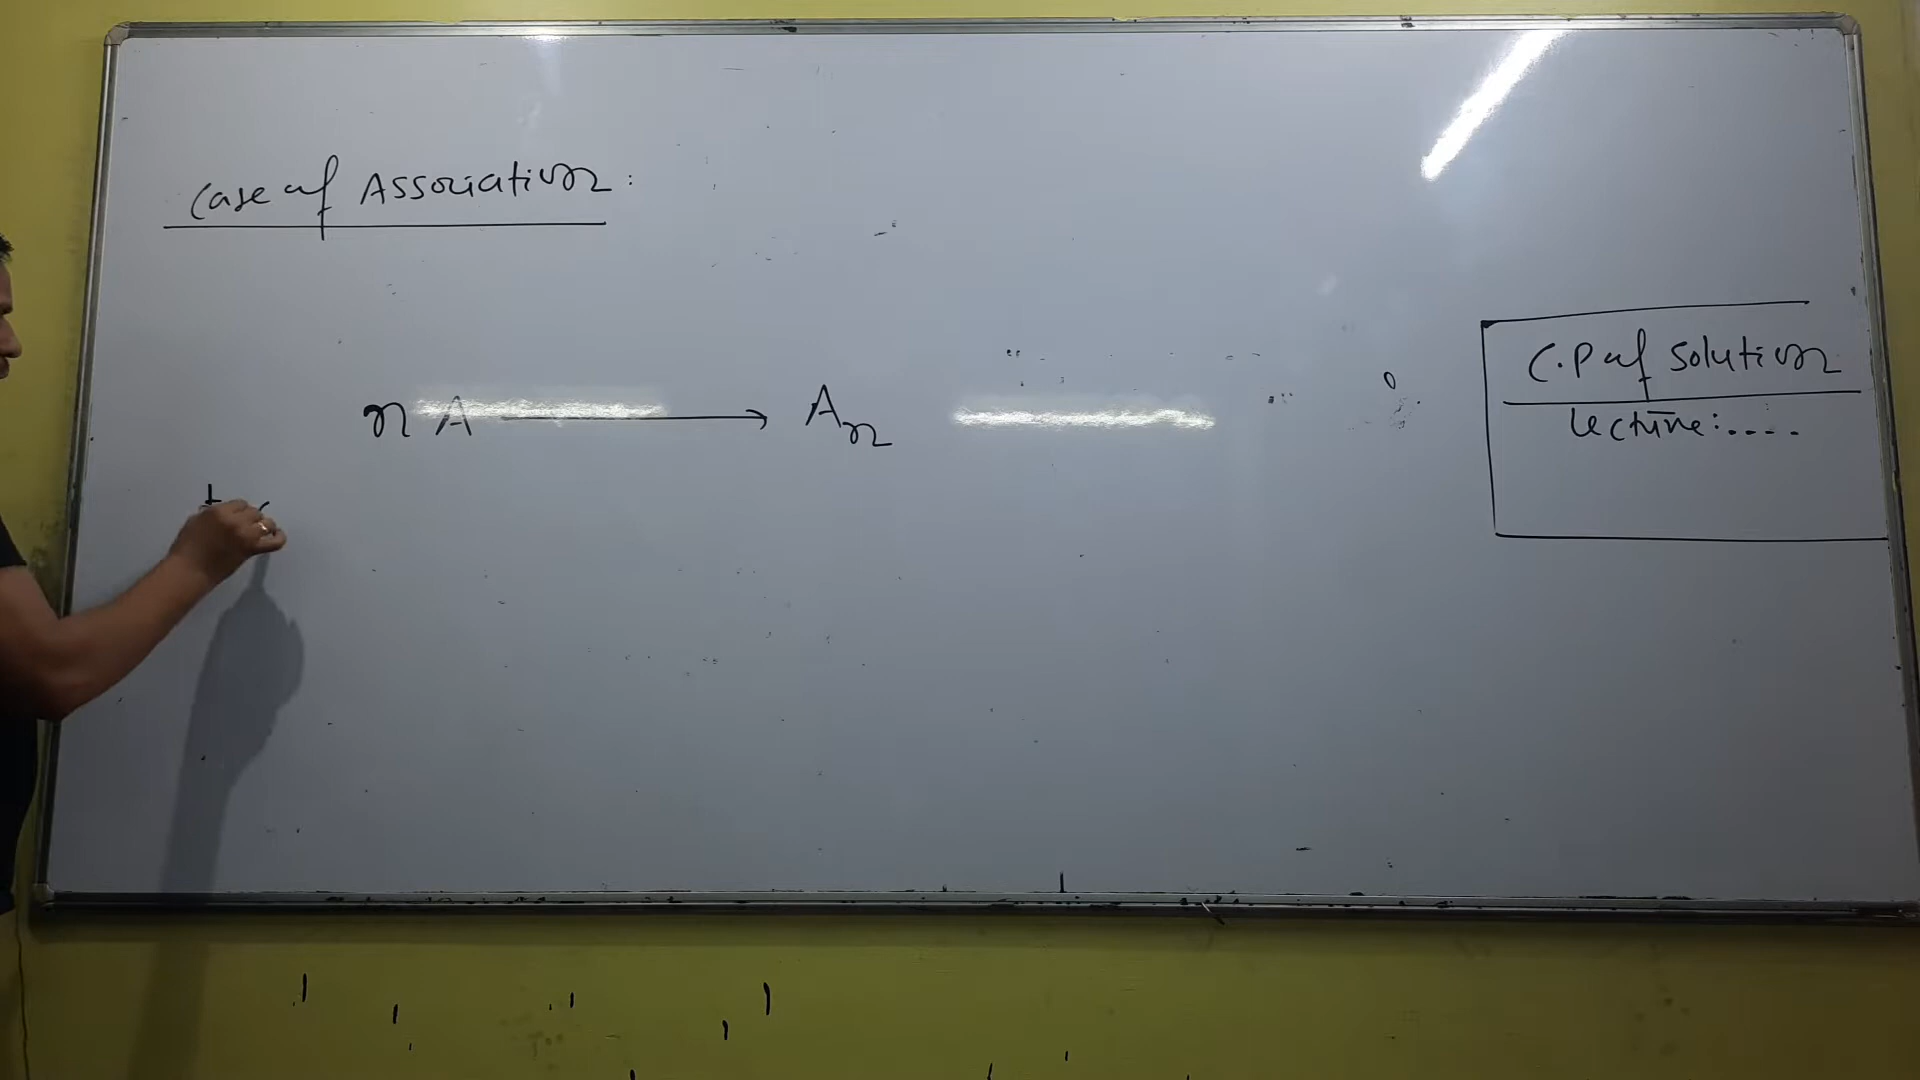 Case of Association:
n A ⟶ Aₙ
C.P of Solution
Lecture:....
t